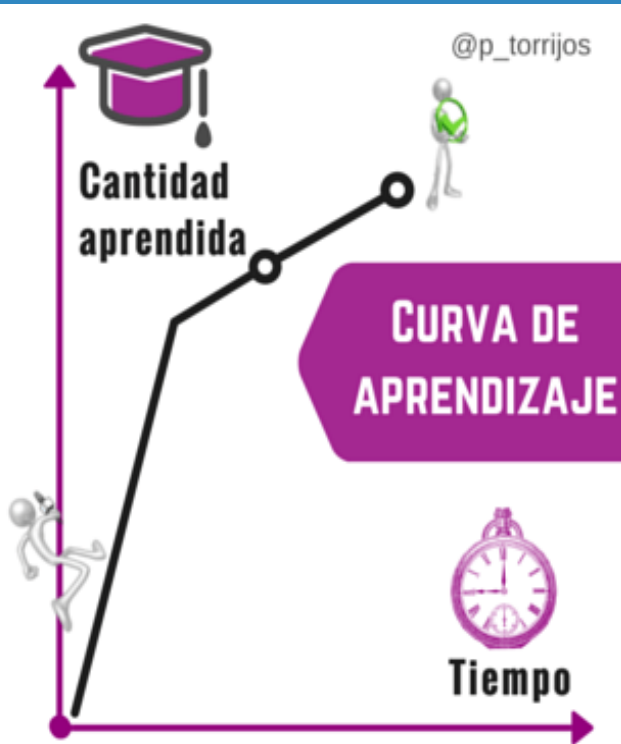 @p_torrijos
Cantidad
aprendida
CURVA DE
APRENDIZAJE
Tiempo